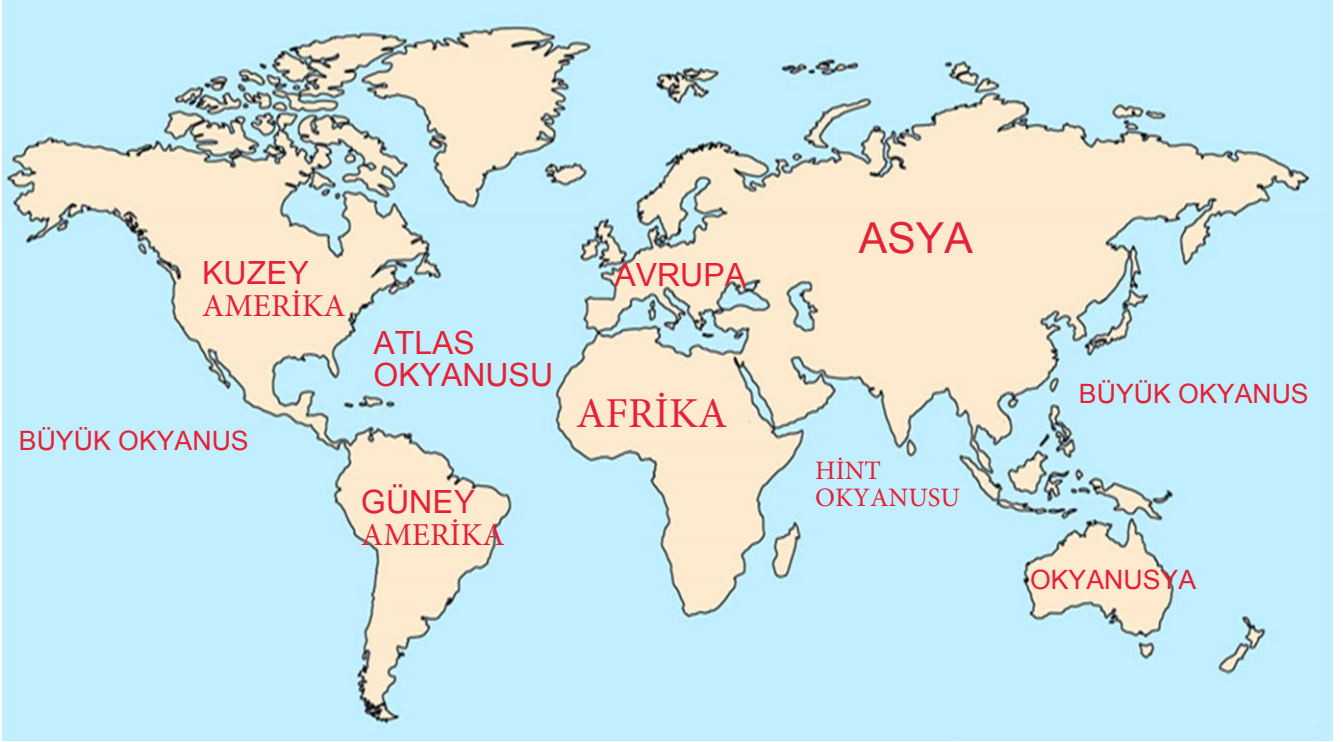 ASYA
KUZEY
AMERİKA
AVRUPA
ATLAS
OKYANUSU
BÜYÜK OKYANUS
AFRİKA
BÜYÜK OKYANUS
HİNT
OKYANUSU
GÜNEY
AMERİKA
OKYANUSYA